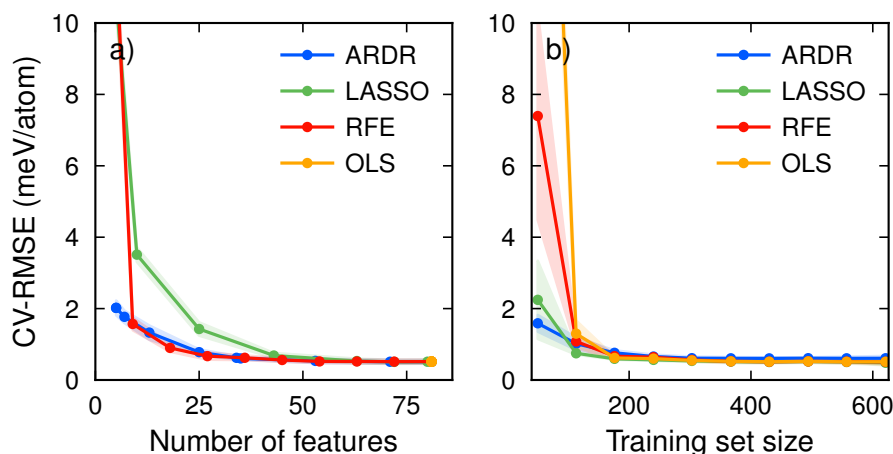 a)
ARDR
LASSO
RFE
OLS
CV-RMSE (meV/atom)
0
2
4
6
8
10
0 25 50 75
Number of features
b)
ARDR
LASSO
RFE
OLS
0
2
4
6
8
10
200 400 600
Training set size